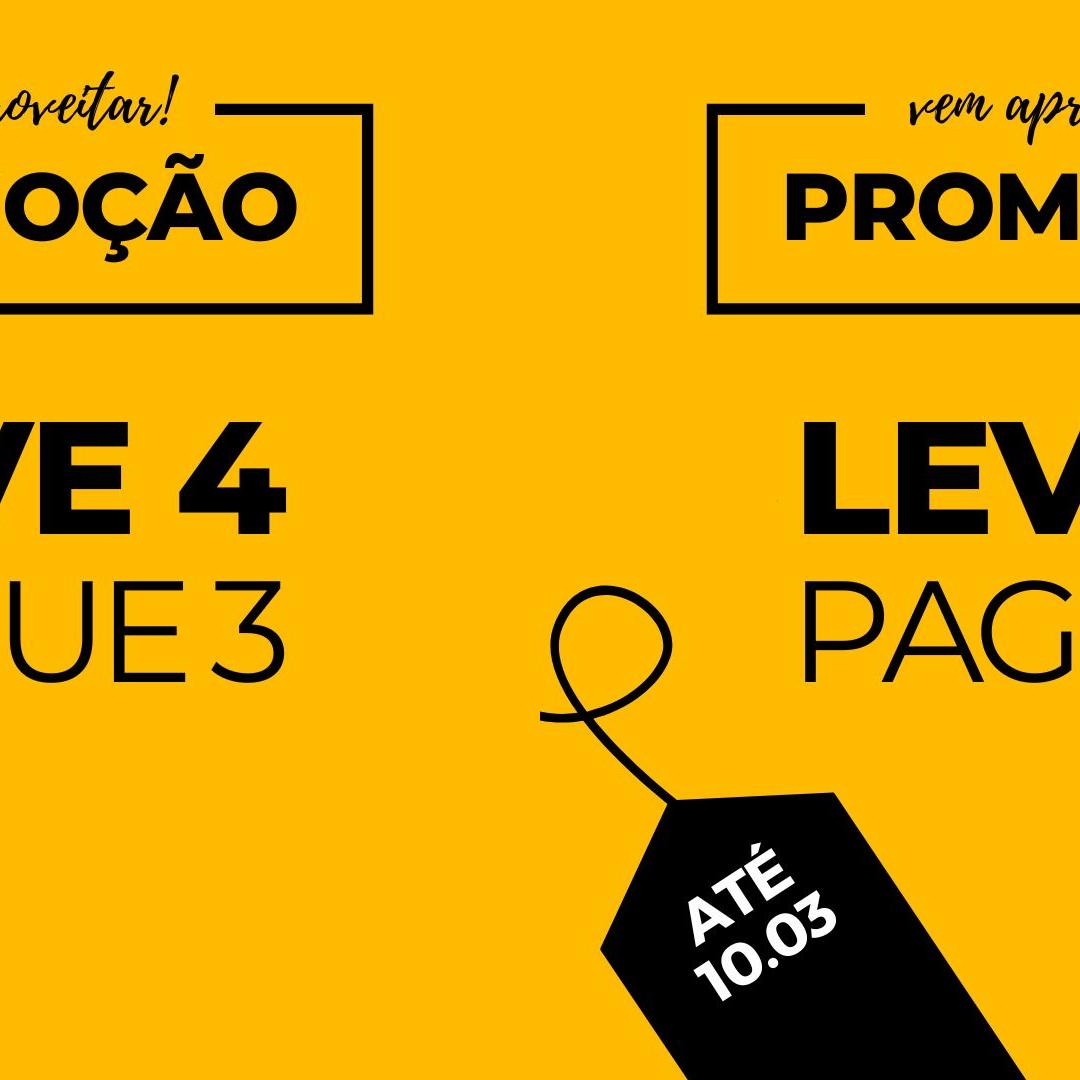 oveitar!
OÇÃO
VE 4
UE 3
vem apr
PROM
LEV
PAG
ATÉ
10.03